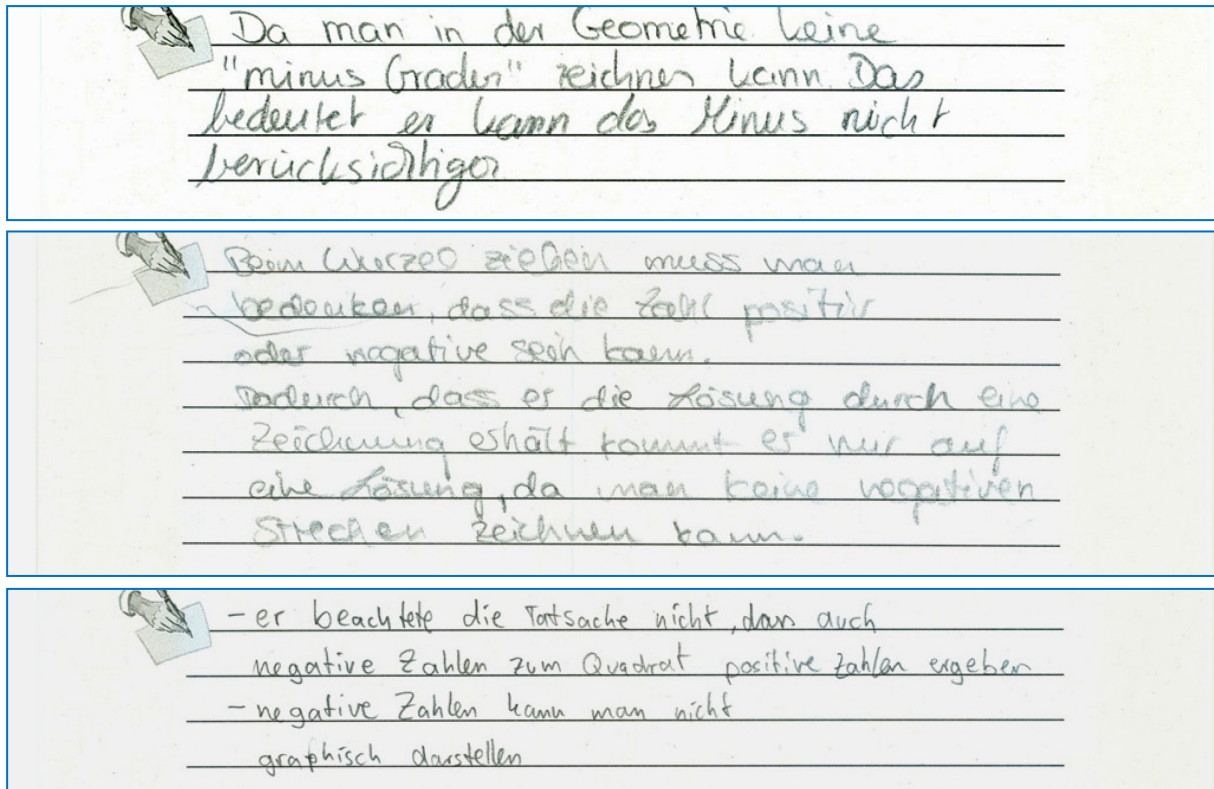 Da man in der Geometrie keine
"minus Graden" zeichnen kann. Das
bedeutet er kann das Minus nicht
berücksichtigen
Beim Wurzel ziehen muss man
bedenken, dass die Zahl positiv
oder negative sein kann.
Dadurch, dass er die Lösung durch eine
Zeichnung erhält kommt er nur auf
eine Lösung, da man keine negativen
Strecken zeichnen kann.
- er beachtete die Tatsache nicht, dass auch
negative Zahlen zum Quadrat positive Zahlen ergeben
- negative Zahlen kann man nicht
graphisch darstellen